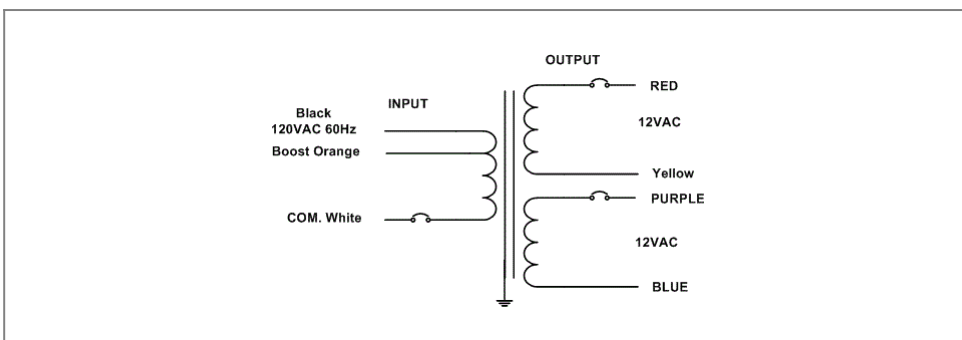 OUTPUT
RED
INPUT
Black
120VAC 60Hz
12VAC
Boost Orange
Yellow
PURPLE
COM. White
12VAC
BLUE